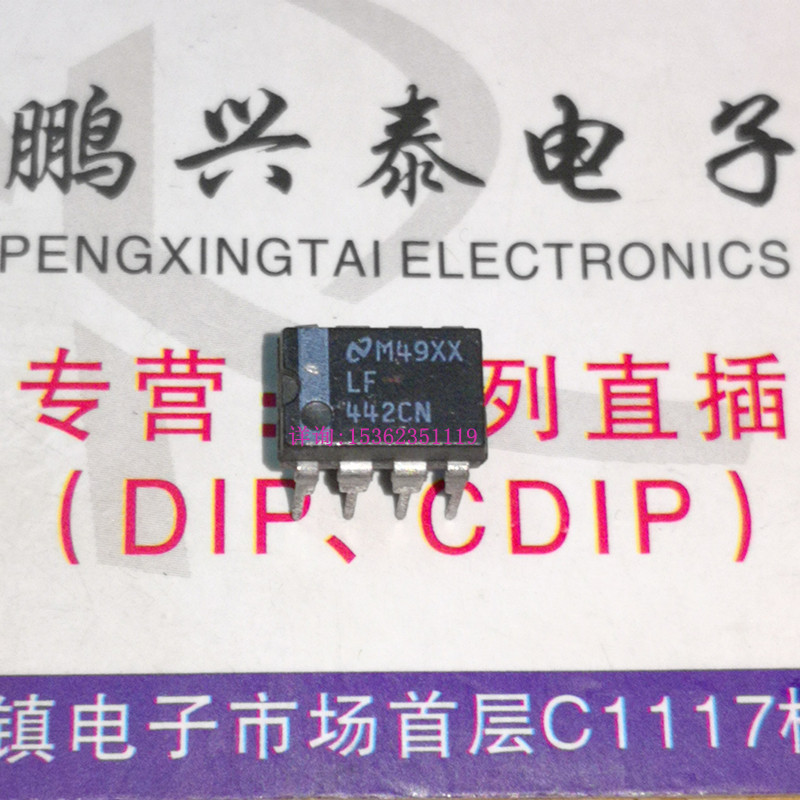 鹏兴泰电子
PENGXINGTAI ELECTRONICS
M49XX
LF
442CN
详询:15362351119
专营:列直插
(DIP、CDIP)
镇电子市场首层C1117